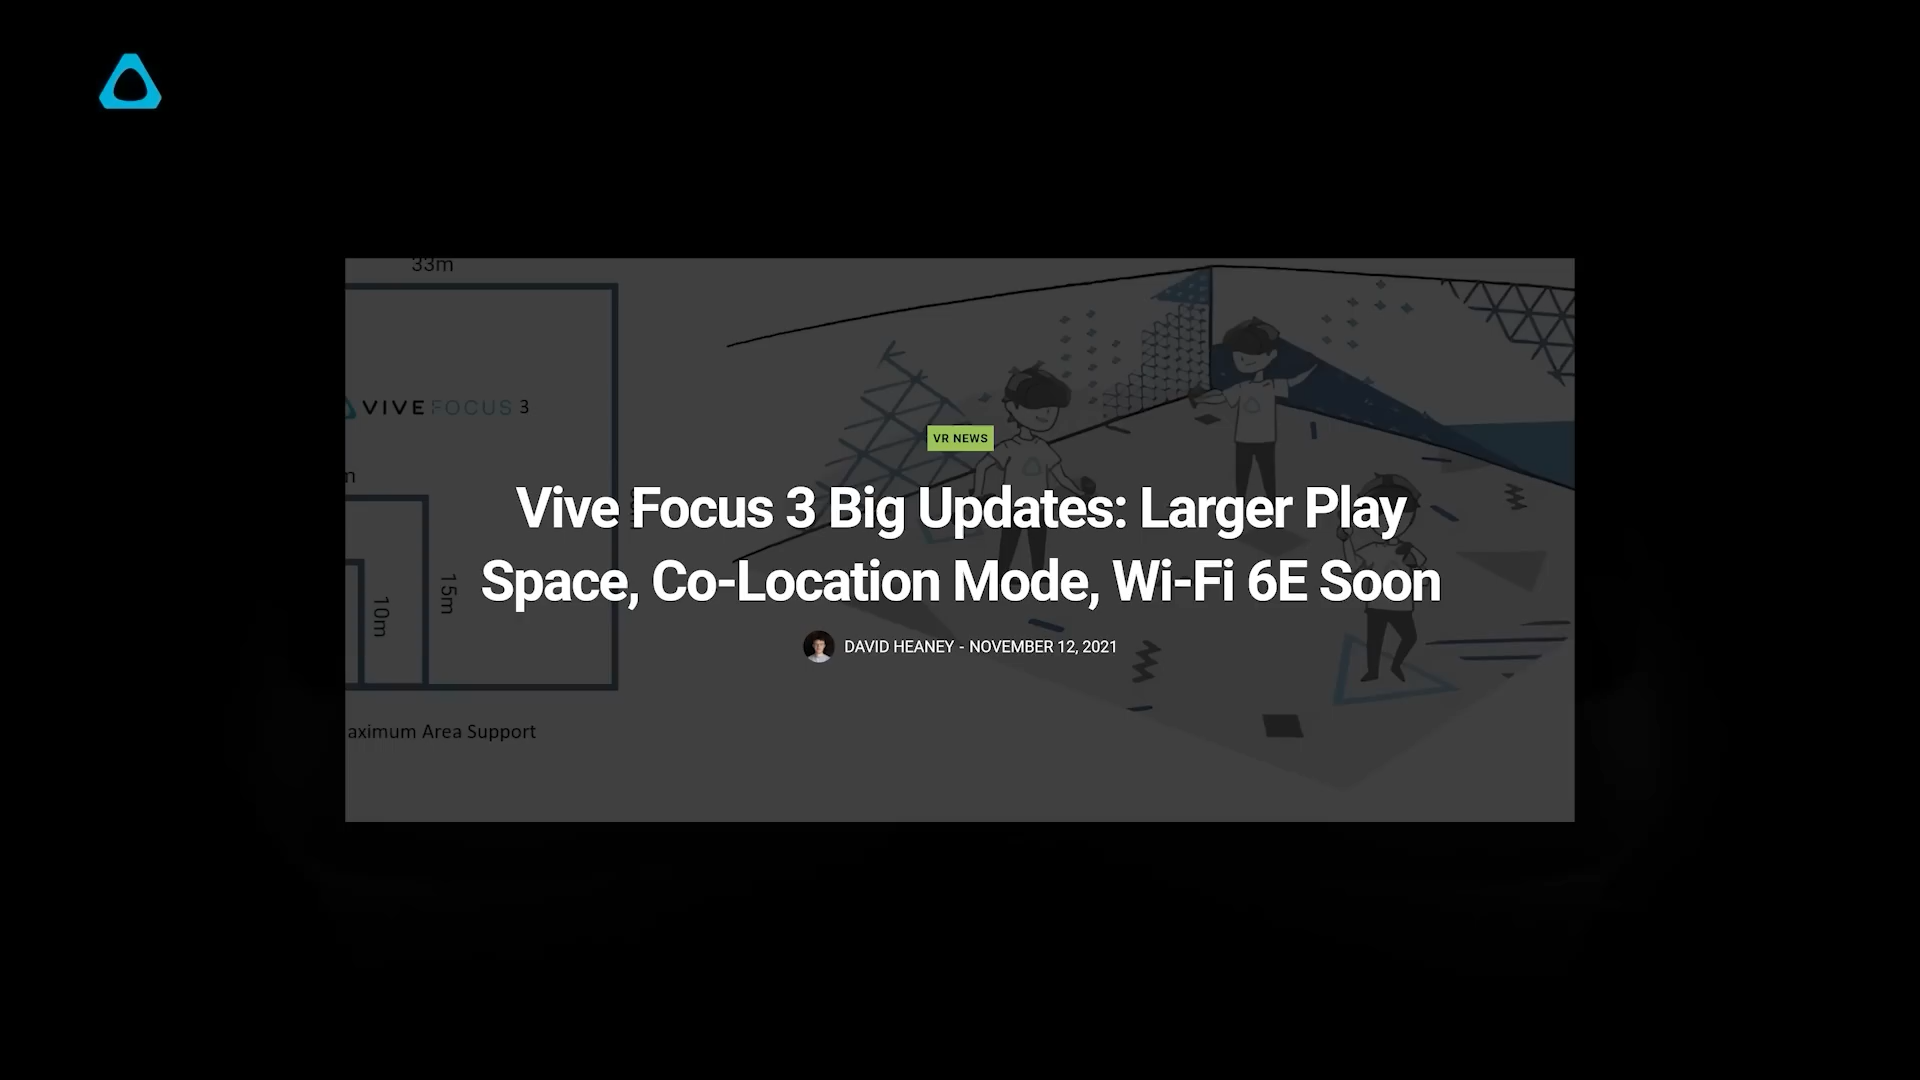 33m
VIVE FOCUS 3
m
VR NEWS
Vive Focus 3 Big Updates: Larger Play
Space, Co-Location Mode, Wi-Fi 6E Soon
15m
10m
DAVID HEANEY - NOVEMBER 12, 2021
aximum Area Support